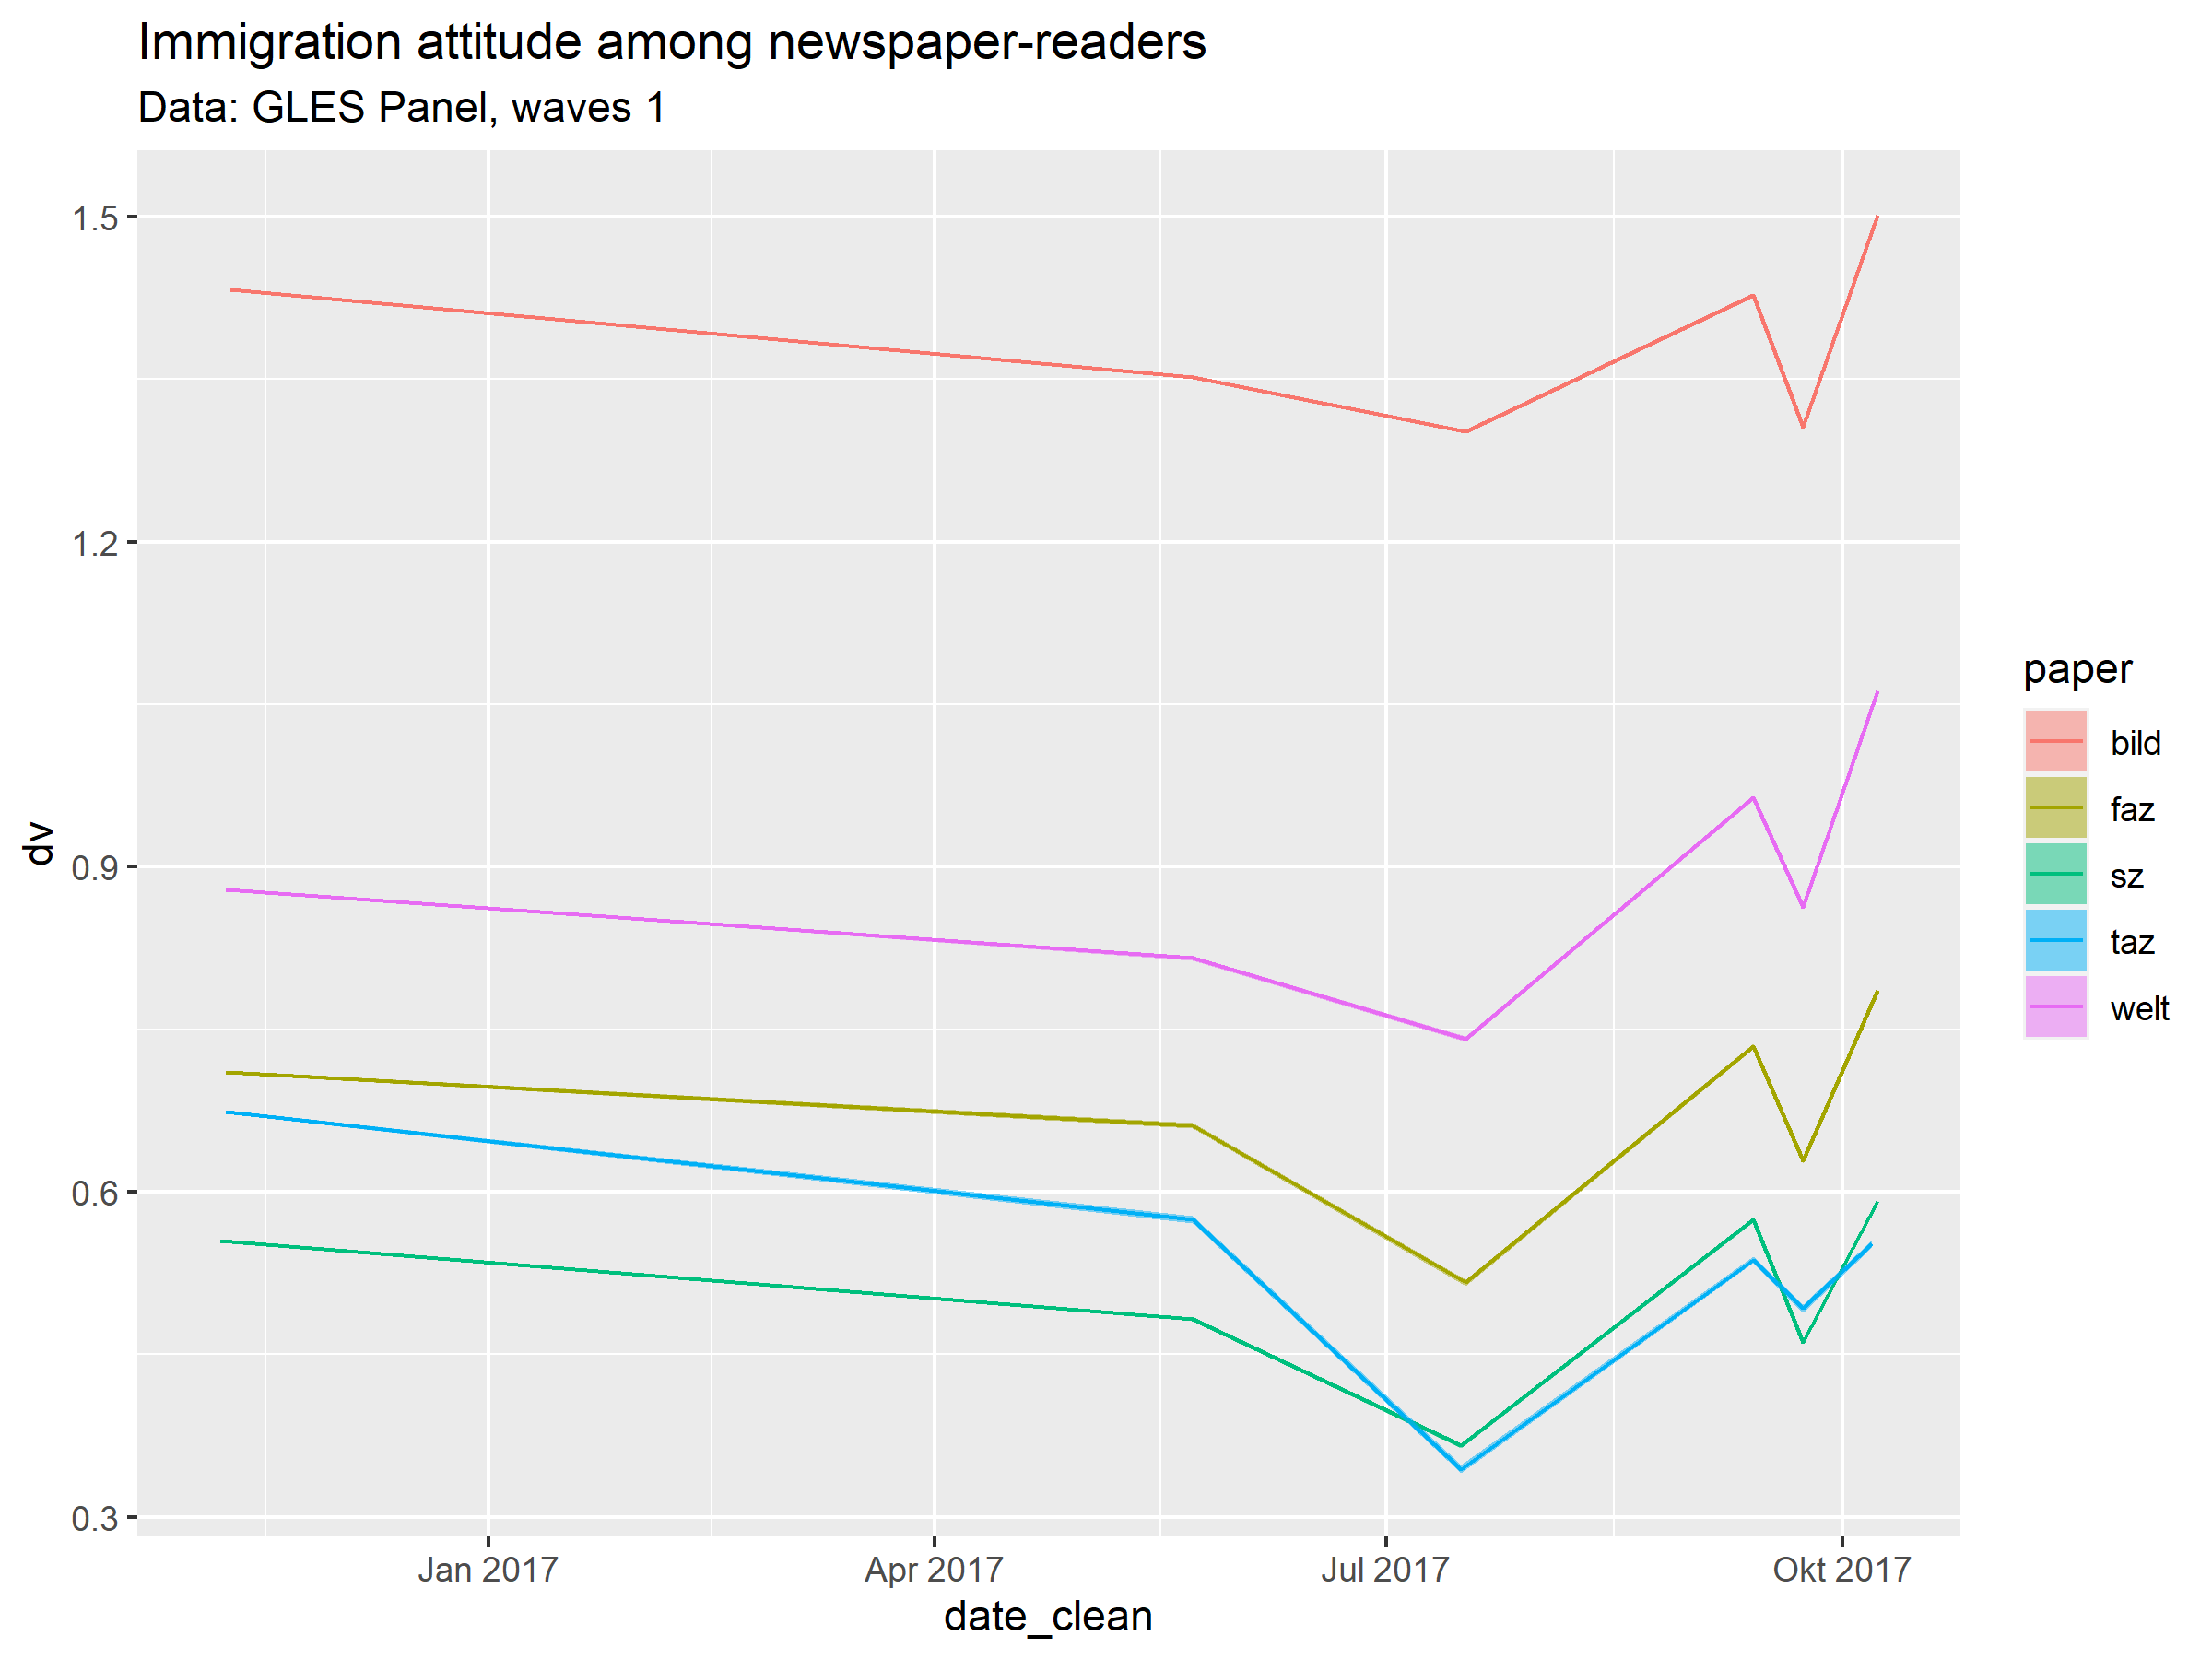 Immigration attitude among newspaper-readers
Data: GLES Panel, waves 1
dv
1.5
1.2
0.9
0.6
0.3
Jan 2017
Apr 2017
Jul 2017
Okt 2017
date_clean
paper
bild
faz
sz
taz
welt